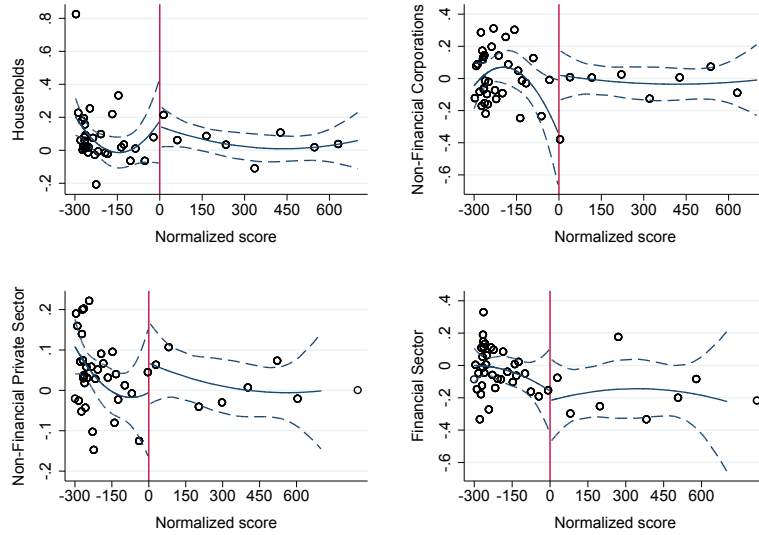 Households
.8
.6
.4
.2
0
-.2
-300 -150 0 150 300 450 600
Normalized score
Non-Financial Corporations
.4
.2
0
-.2
-.4
-.6
-300 -150 0 150 300 450 600
Normalized score
Non-Financial Private Sector
.2
.1
0
.1
.2
-300 -150 0 150 300 450 600
Normalized score
Financial Sector
.4
.2
0
-.2
-.4
-.6
-300 -150 0 150 300 450 600
Normalized score